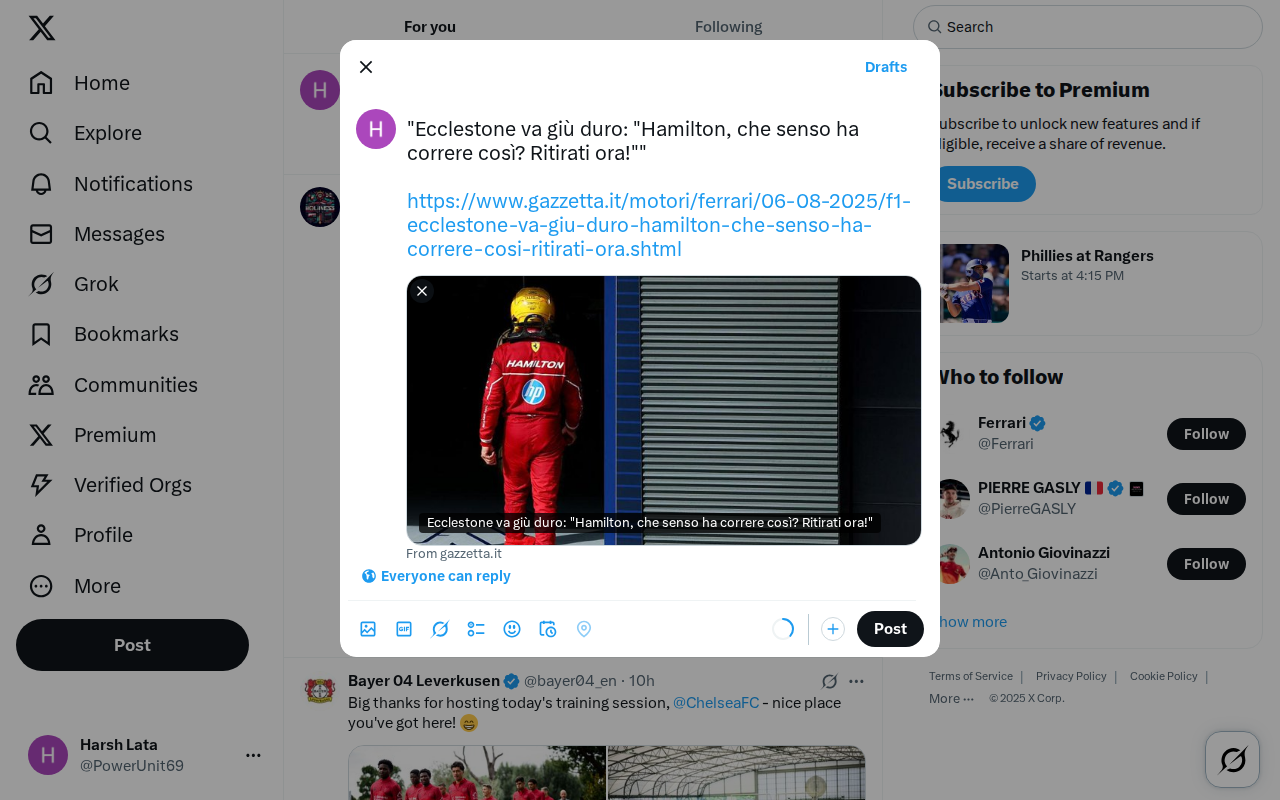 For you
Following
Search
Home
Explore
Notifications
Messages
Grok
Bookmarks
Communities
Premium
Verified Orgs
Profile
More
Post
Harsh Lata
@PowerUnit69
Drafts
H
H
H
"Ecclestone va giù duro: "Hamilton, che senso ha
correre così? Ritirati ora!""
https://www.gazzetta.it/motori/ferrari/06-08-2025/f1-
ecclestone-va-giu-duro-hamilton-che-senso-ha-
correre-cosi-ritirati-ora.shtml
HAMILTON
hp
Ecclestone va giù duro: "Hamilton, che senso ha correre così? Ritirati ora!"
From gazzetta.it
Everyone can reply
GIF
Post
Bayer 04 Leverkusen @bayer04_en · 10h
Big thanks for hosting today's training session, @ChelseaFC - nice place
you've got here! 😄
ubscribe to Premium
ubscribe to unlock new features and if
ligible, receive a share of revenue.
Subscribe
Phillies at Rangers
Starts at 4:15 PM
Who to follow
Ferrari
@Ferrari
Follow
PIERRE GASLY 🇫🇷
@PierreGASLY
Follow
Antonio Giovinazzi
@Anto_Giovinazzi
Follow
how more
Terms of Service | Privacy Policy | Cookie Policy |
More ··· © 2025 X Corp.